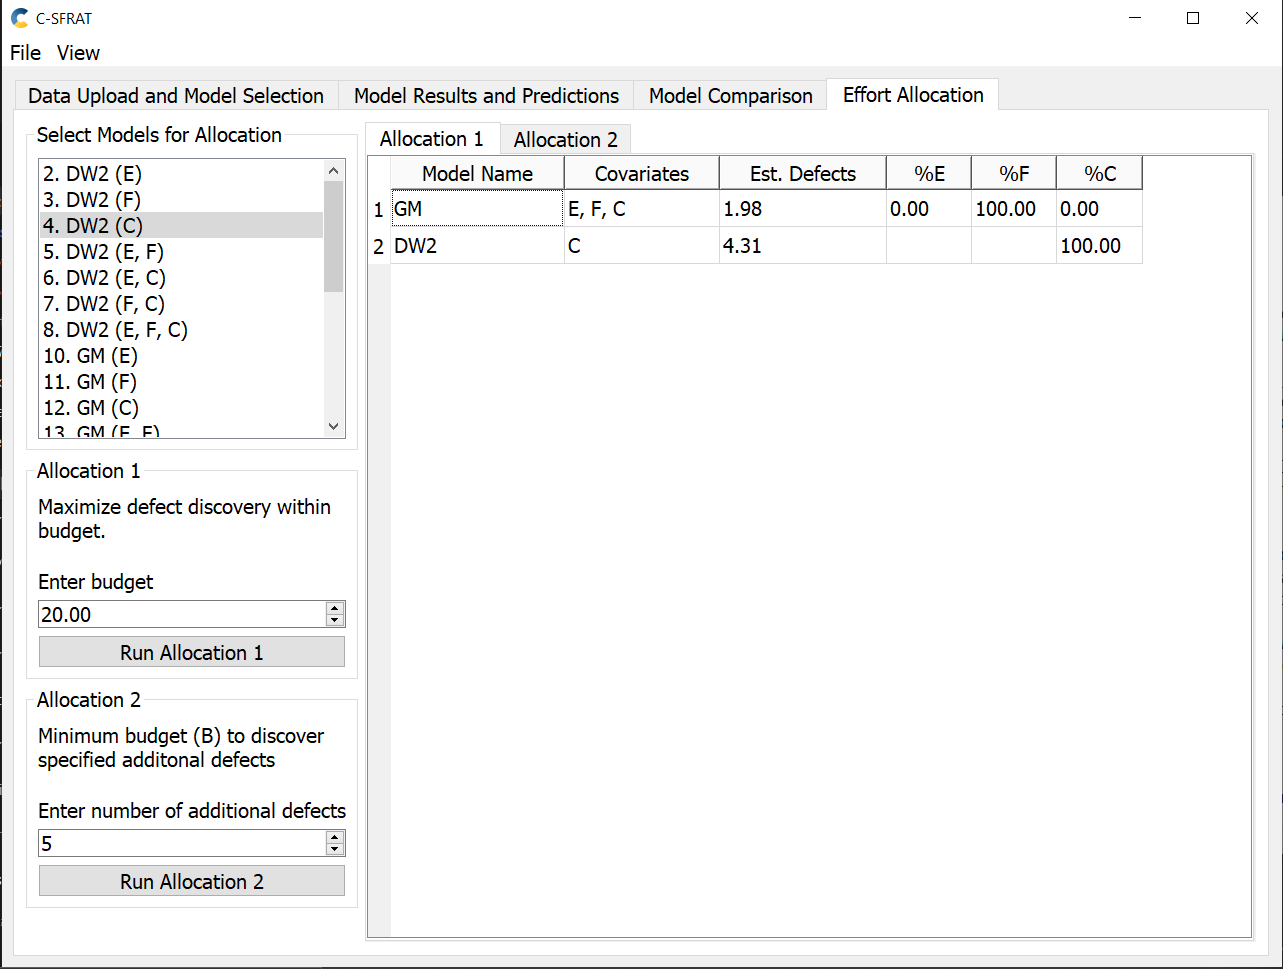 C-SFRAT
File View
Data Upload and Model Selection Model Results and Predictions Model Comparison Effort Allocation
Select Models for Allocation
2. DW2 (E)
3. DW2 (F)
4. DW2 (C)
5. DW2 (E, F)
6. DW2 (E, C)
7. DW2 (F, C)
8. DW2 (E, F, C)
10. GM (E)
11. GM (F)
12. GM (C)
13. GM (E, F)
Allocation 1
Maximize defect discovery within
budget.
Enter budget
20.00
Run Allocation 1
Allocation 2
Minimum budget (B) to discover
specified additonal defects
Enter number of additional defects
5
Run Allocation 2
Allocation 1 Allocation 2
Model Name Covariates Est. Defects %E %F %C
1 GM E, F, C 1.98 0.00 100.00 0.00
2 DW2 C 4.31 100.00